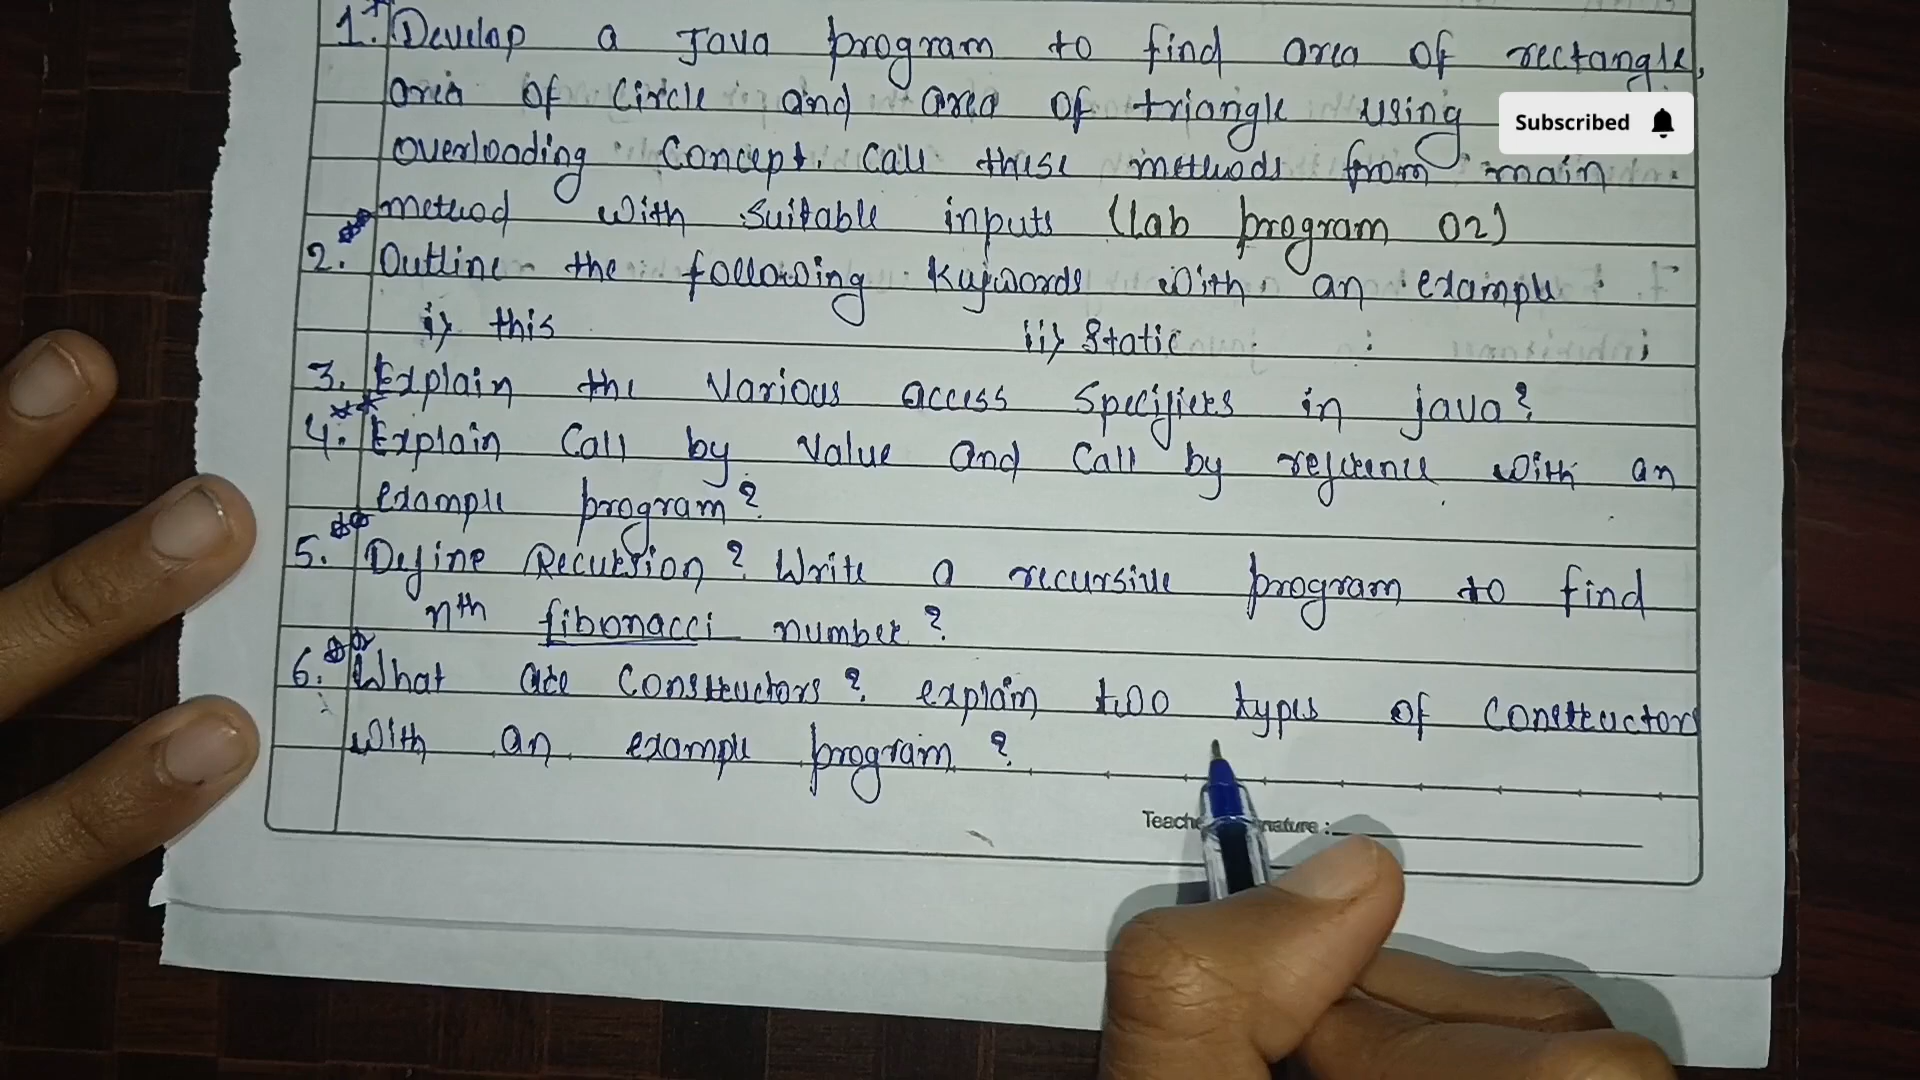 1. Develop a Java program to find area of rectangle,
area of Circle and area of triangle using
Subscribed
overloading Concept. Call these methods from main
method with suitable inputs (lab program 02)
2. Outline the following Keywords with an example
i) this ii) Static
3. Explain the Various access Specifiers in java?
4. Explain Call by Value and Call by reference with an
example program?
5. Define Recursion? Write a recursive program to find
nth fibonacci number?
6. What are Constructors? explain two types of Constructors
with an example program?